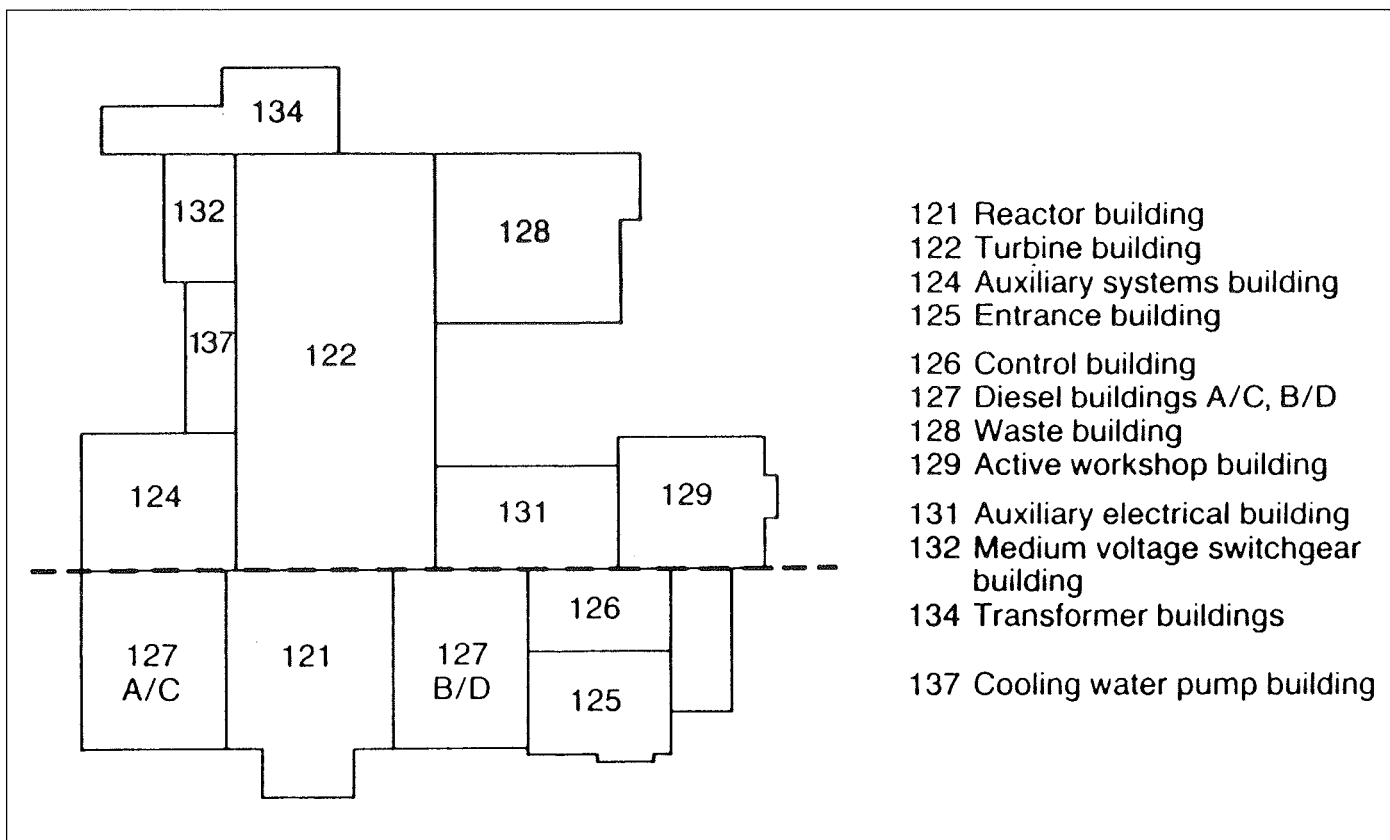 134
132
128
137
122
124
131
129
127
A/C
121
127
B/D
126
125
121 Reactor building
122 Turbine building
124 Auxiliary systems building
125 Entrance building
126 Control building
127 Diesel buildings A/C, B/D
128 Waste building
129 Active workshop building
131 Auxiliary electrical building
132 Medium voltage switchgear
building
134 Transformer buildings
137 Cooling water pump building